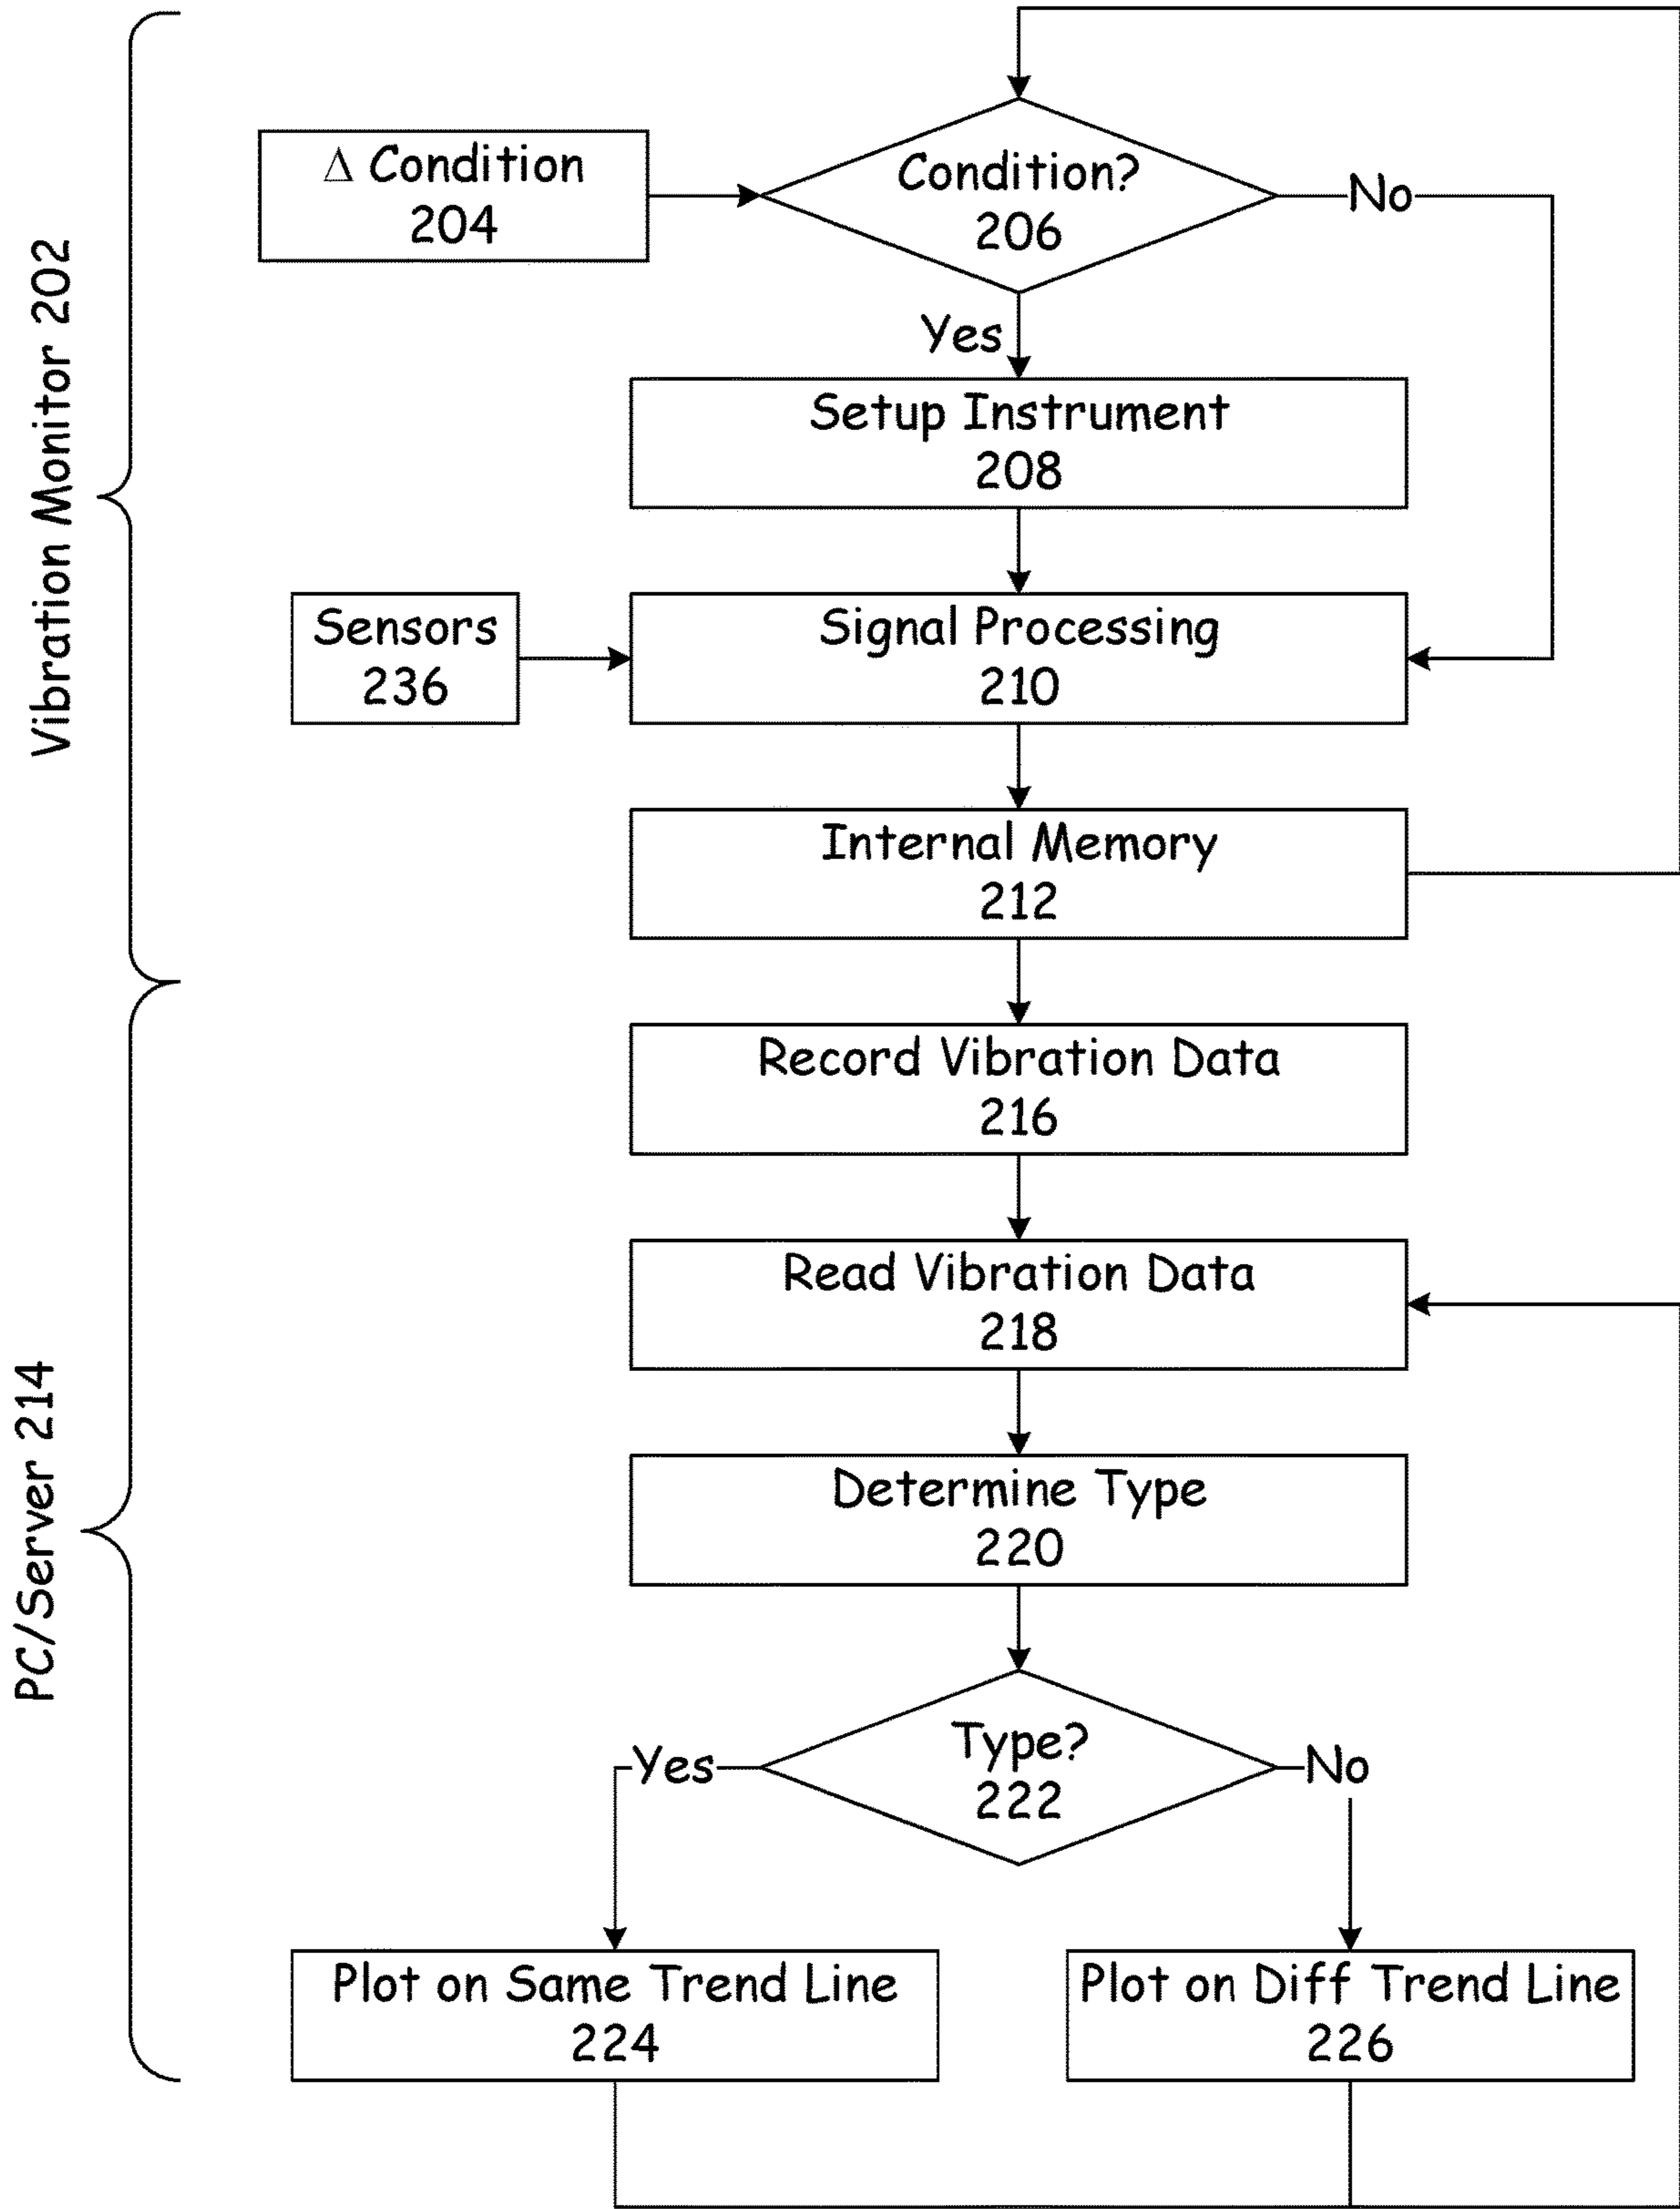 Vibration Monitor 202
Δ Condition
204
Condition?
206
No
Yes
Setup Instrument
208
Sensors
236
Signal Processing
210
Internal Memory
212
PC/Server 214
Record Vibration Data
216
Read Vibration Data
218
Determine Type
220
Type?
222
Yes
No
Plot on Same Trend Line
224
Plot on Diff Trend Line
226